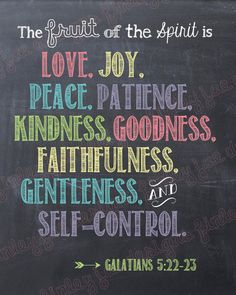 The fruit of the Spirit is
LOVE, JOY,
PEACE, PATIENCE,
KINDNESS, GOODNESS,
FAITHFULNESS,
GENTLENESS, AND
SELF-CONTROL.
GALATIANS 5:22-23